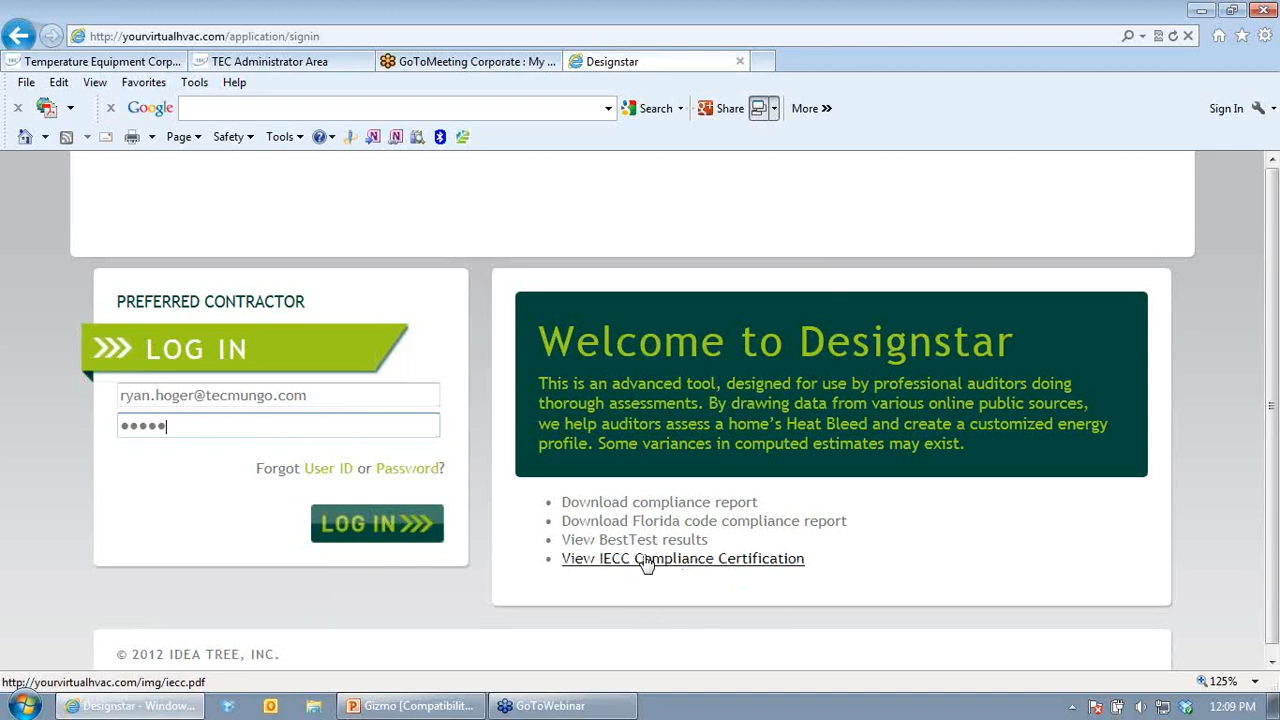 http://yourvirtualhvac.com/application/signin
Temperature Equipment Corp... TEC Administrator Area GoToMeeting Corporate : My ... Designstar
File Edit View Favorites Tools Help
Google Search Share More » Sign In
Page Safety Tools
PREFERRED CONTRACTOR
LOG IN
ryan.hoger@tecmungo.com
Forgot User ID or Password?
LOG IN
Welcome to Designstar
This is an advanced tool, designed for use by professional auditors doing
thorough assessments. By drawing data from various online public sources,
we help auditors assess a home's Heat Bleed and create a customized energy
profile. Some variances in computed estimates may exist.
• Download compliance report
• Download Florida code compliance report
• View BestTest results
• View IECC Compliance Certification
© 2012 IDEA TREE, INC.
http://yourvirtualhvac.com/img/iecc.pdf
125%
Designstar - Window... Gizmo [Compatibilit... GoToWebinar 12:09 PM